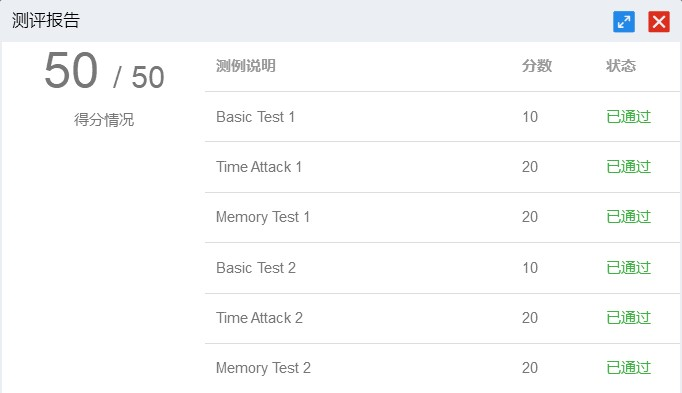 测评报告
50 / 50
得分情况
测例说明 分数 状态
Basic Test 1 10 已通过
Time Attack 1 20 已通过
Memory Test 1 20 已通过
Basic Test 2 10 已通过
Time Attack 2 20 已通过
Memory Test 2 20 已通过